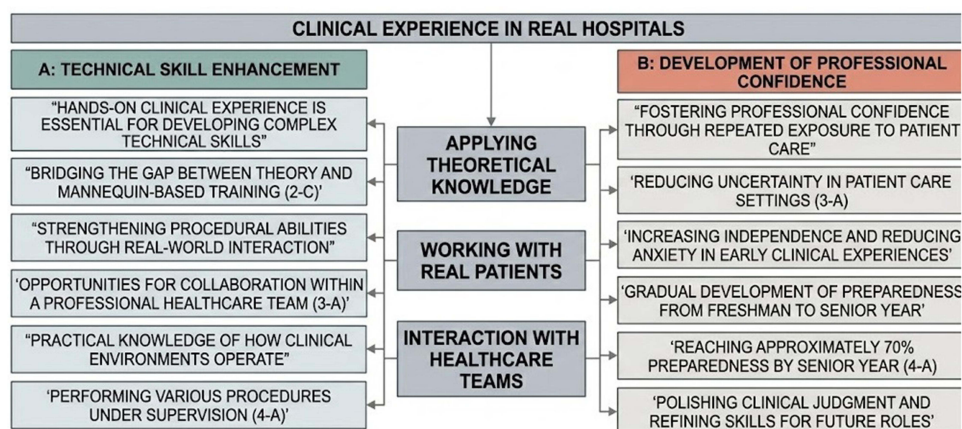 CLINICAL EXPERIENCE IN REAL HOSPITALS
A: TECHNICAL SKILL ENHANCEMENT
“HANDS-ON CLINICAL EXPERIENCE IS
ESSENTIAL FOR DEVELOPING COMPLEX
TECHNICAL SKILLS”
“BRIDGING THE GAP BETWEEN THEORY AND
MANNEQUIN-BASED TRAINING (2-C)”
“STRENGTHENING PROCEDURAL ABILITIES
THROUGH REAL-WORLD INTERACTION”
‘OPPORTUNITIES FOR COLLABORATION WITHIN
A PROFESSIONAL HEALTHCARE TEAM (3-A)’
“PRACTICAL KNOWLEDGE OF HOW CLINICAL
ENVIRONMENTS OPERATE”
‘PERFORMING VARIOUS PROCEDURES
UNDER SUPERVISION (4-A)’
APPLYING
THEORETICAL
KNOWLEDGE
WORKING WITH
REAL PATIENTS
INTERACTION WITH
HEALTHCARE
TEAMS
B: DEVELOPMENT OF PROFESSIONAL
CONFIDENCE
“FOSTERING PROFESSIONAL CONFIDENCE
THROUGH REPEATED EXPOSURE TO PATIENT
CARE”
‘REDUCING UNCERTAINTY IN PATIENT CARE
SETTINGS (3-A)
‘INCREASING INDEPENDENCE AND REDUCING
ANXIETY IN EARLY CLINICAL EXPERIENCES’
‘GRADUAL DEVELOPMENT OF PREPAREDNESS
FROM FRESHMAN TO SENIOR YEAR’
‘REACHING APPROXIMATELY 70%
PREPAREDNESS BY SENIOR YEAR (4-A)
‘POLISHING CLINICAL JUDGMENT AND
REFINING SKILLS FOR FUTURE ROLES’